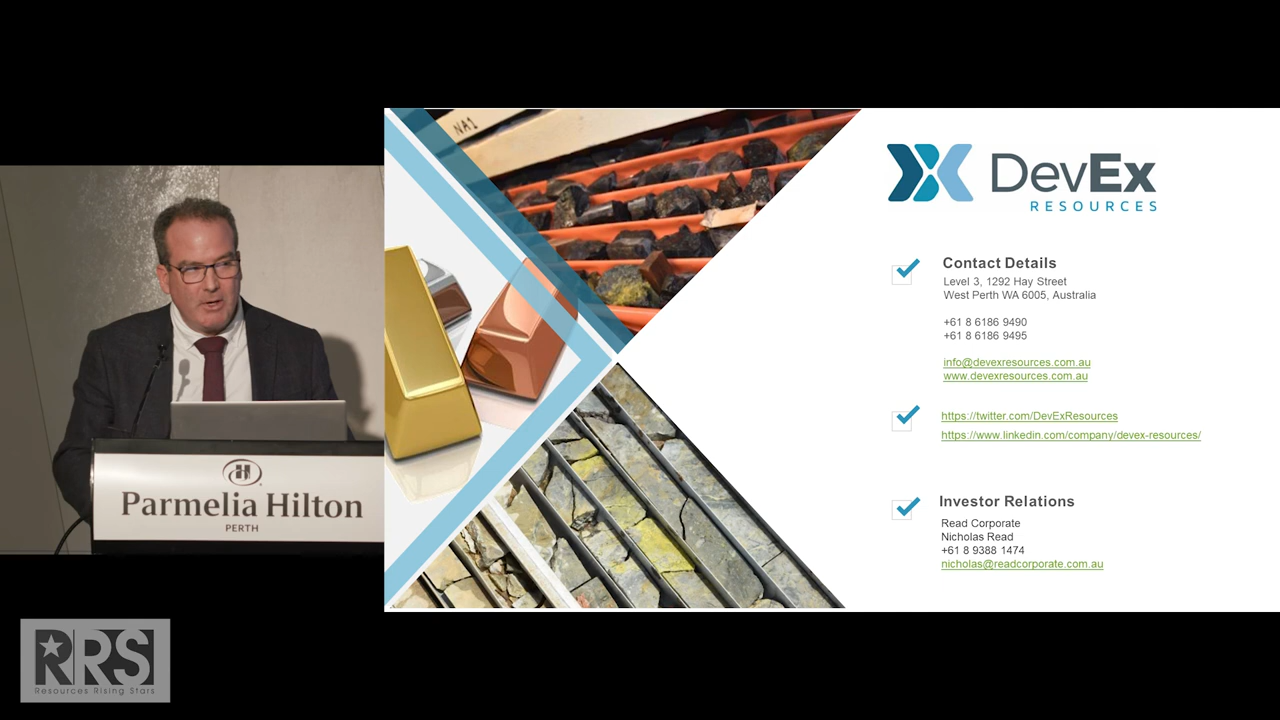 NA1
DevEx
RESOURCES
Contact Details
Level 3, 1292 Hay Street
West Perth WA 6005, Australia
+61 8 6186 9490
+61 8 6186 9495
info@devexresources.com.au
www.devexresources.com.au
https://twitter.com/DevExResources
https://www.linkedin.com/company/devex-resources/
Investor Relations
Read Corporate
Nicholas Read
+61 8 9388 1474
nicholas@readcorporate.com.au
H
Parmelia Hilton
PERTH
RRS
Resources Rising Stars